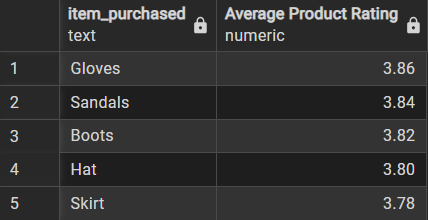 item_purchased Average Product Rating
text numeric
1 Gloves 3.86
2 Sandals 3.84
3 Boots 3.82
4 Hat 3.80
5 Skirt 3.78